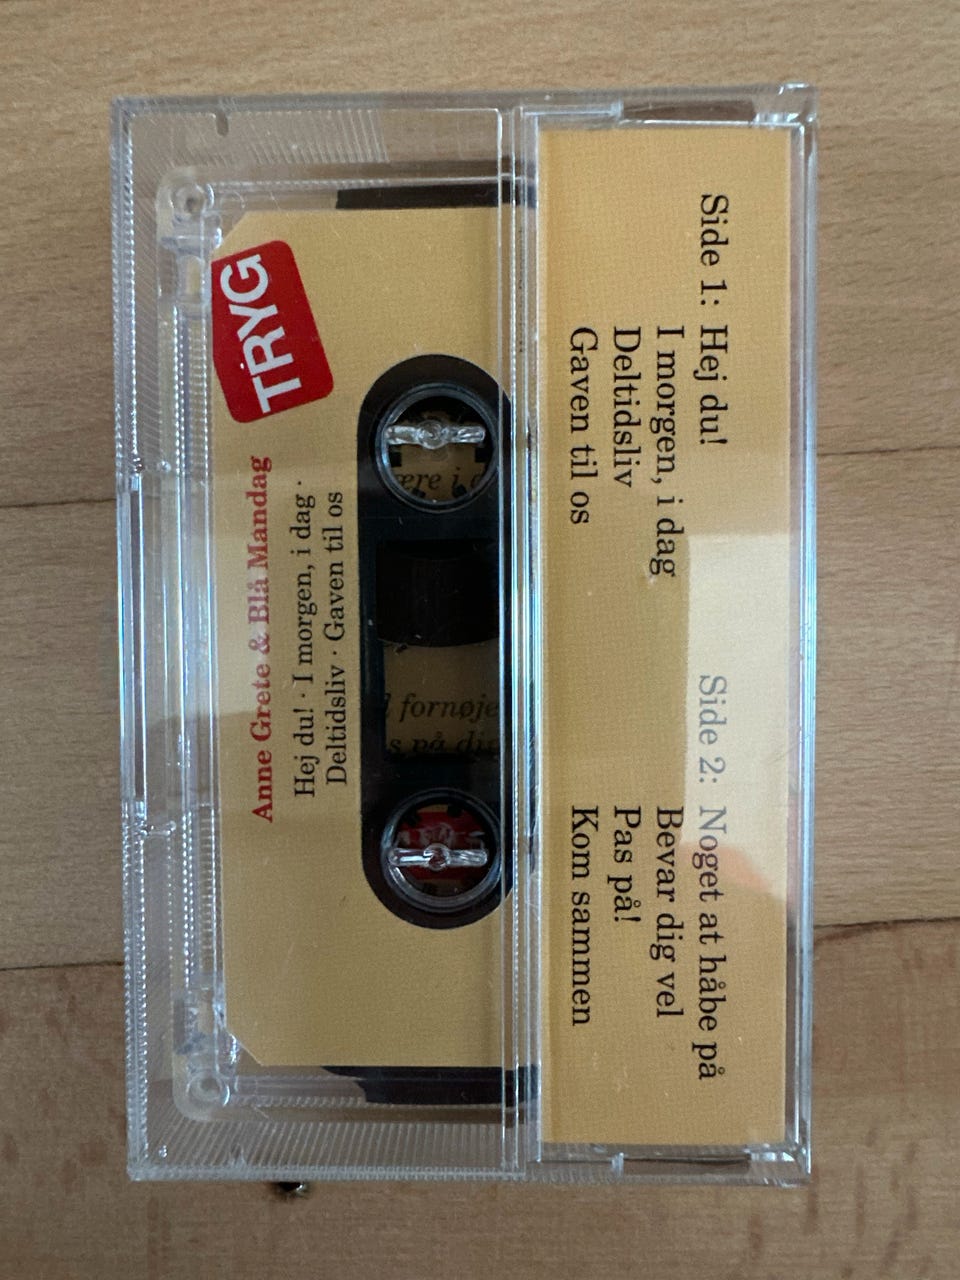 Side 1: Hej du!
I morgen, i dag
Deltidsliv
Gaven til os
Side 2: Noget at håbe på
Bevar dig vel
Pas på!
Kom sammen
TRYG
Anne Grete & Blå Mandag
Hej du! · I morgen, i dag ·
Deltidsliv · Gaven til os
i
på